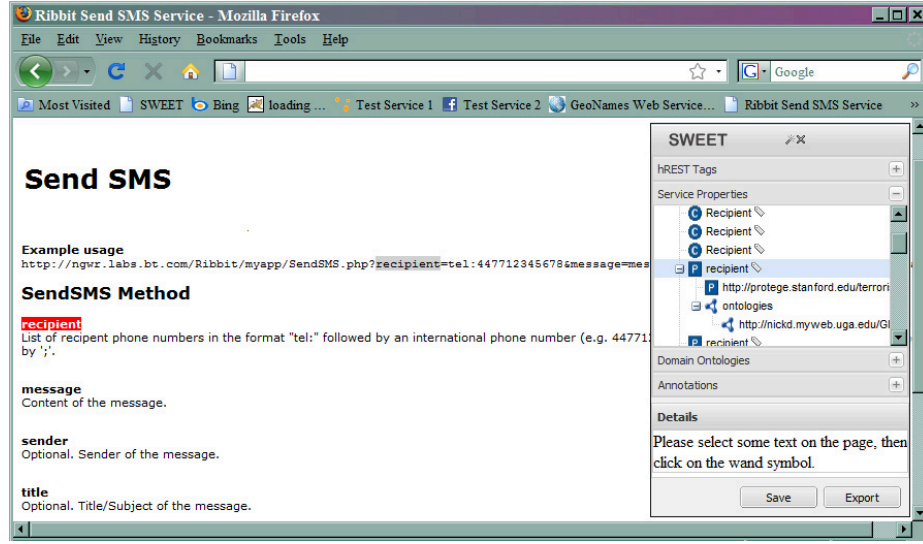 Ribbit Send SMS Service - Mozilla Firefox
File Edit View History Bookmarks Tools Help
G Google
Most Visited SWEET Bing loading ... Test Service 1 Test Service 2 GeoNames Web Service... Ribbit Send SMS Service »
Send SMS
Example usage
http://ngwr.labs.bt.com/Ribbit/myapp/SendSMS.php?recipient=tel:447712345678&message=mes
SendSMS Method
recipient
List of recipent phone numbers in the format "tel:" followed by an international phone number (e.g. 44771
by ';'.
message
Content of the message.
sender
Optional. Sender of the message.
title
Optional. Title/Subject of the message.
SWEET
hREST Tags
Service Properties
C Recipient
C Recipient
C Recipient
P recipient
P http://protege.stanford.edu/terrori
ontologies
http://nickd.myweb.uga.edu/Gl
P recipient
Domain Ontologies
Annotations
Details
Please select some text on the page, then
click on the wand symbol.
Save Export